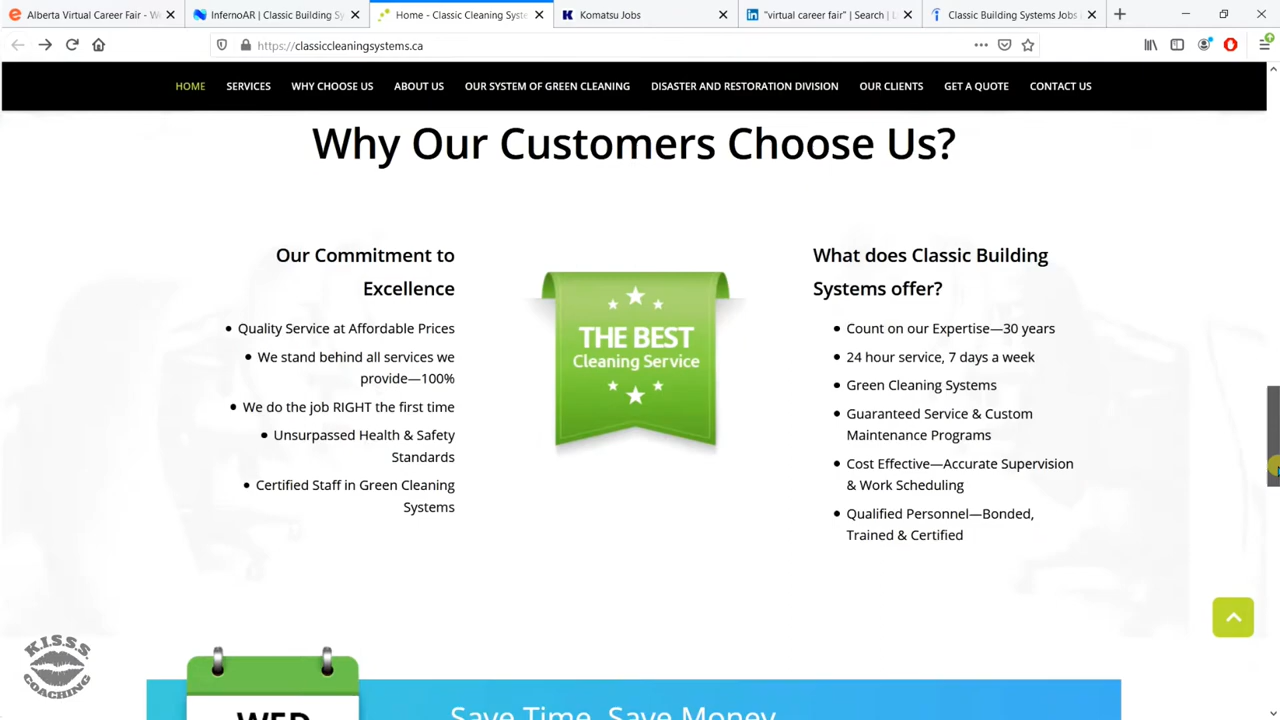 Alberta Virtual Career Fair - W
InfernoAR | Classic Building Sy
Home - Classic Cleaning Syste
Komatsu Jobs
"virtual career fair" | Search | L
Classic Building Systems Jobs
https://classiccleaningsystems.ca
HOME SERVICES WHY CHOOSE US ABOUT US OUR SYSTEM OF GREEN CLEANING DISASTER AND RESTORATION DIVISION OUR CLIENTS GET A QUOTE CONTACT US
Why Our Customers Choose Us?
Our Commitment to
Excellence
• Quality Service at Affordable Prices
• We stand behind all services we
provide—100%
• We do the job RIGHT the first time
• Unsurpassed Health & Safety
Standards
• Certified Staff in Green Cleaning
Systems
THE BEST
Cleaning Service
What does Classic Building
Systems offer?
• Count on our Expertise—30 years
• 24 hour service, 7 days a week
• Green Cleaning Systems
• Guaranteed Service & Custom
Maintenance Programs
• Cost Effective—Accurate Supervision
& Work Scheduling
• Qualified Personnel—Bonded,
Trained & Certified
K.I.S.S.S.
COACHING
WED
Save Time, Save Money